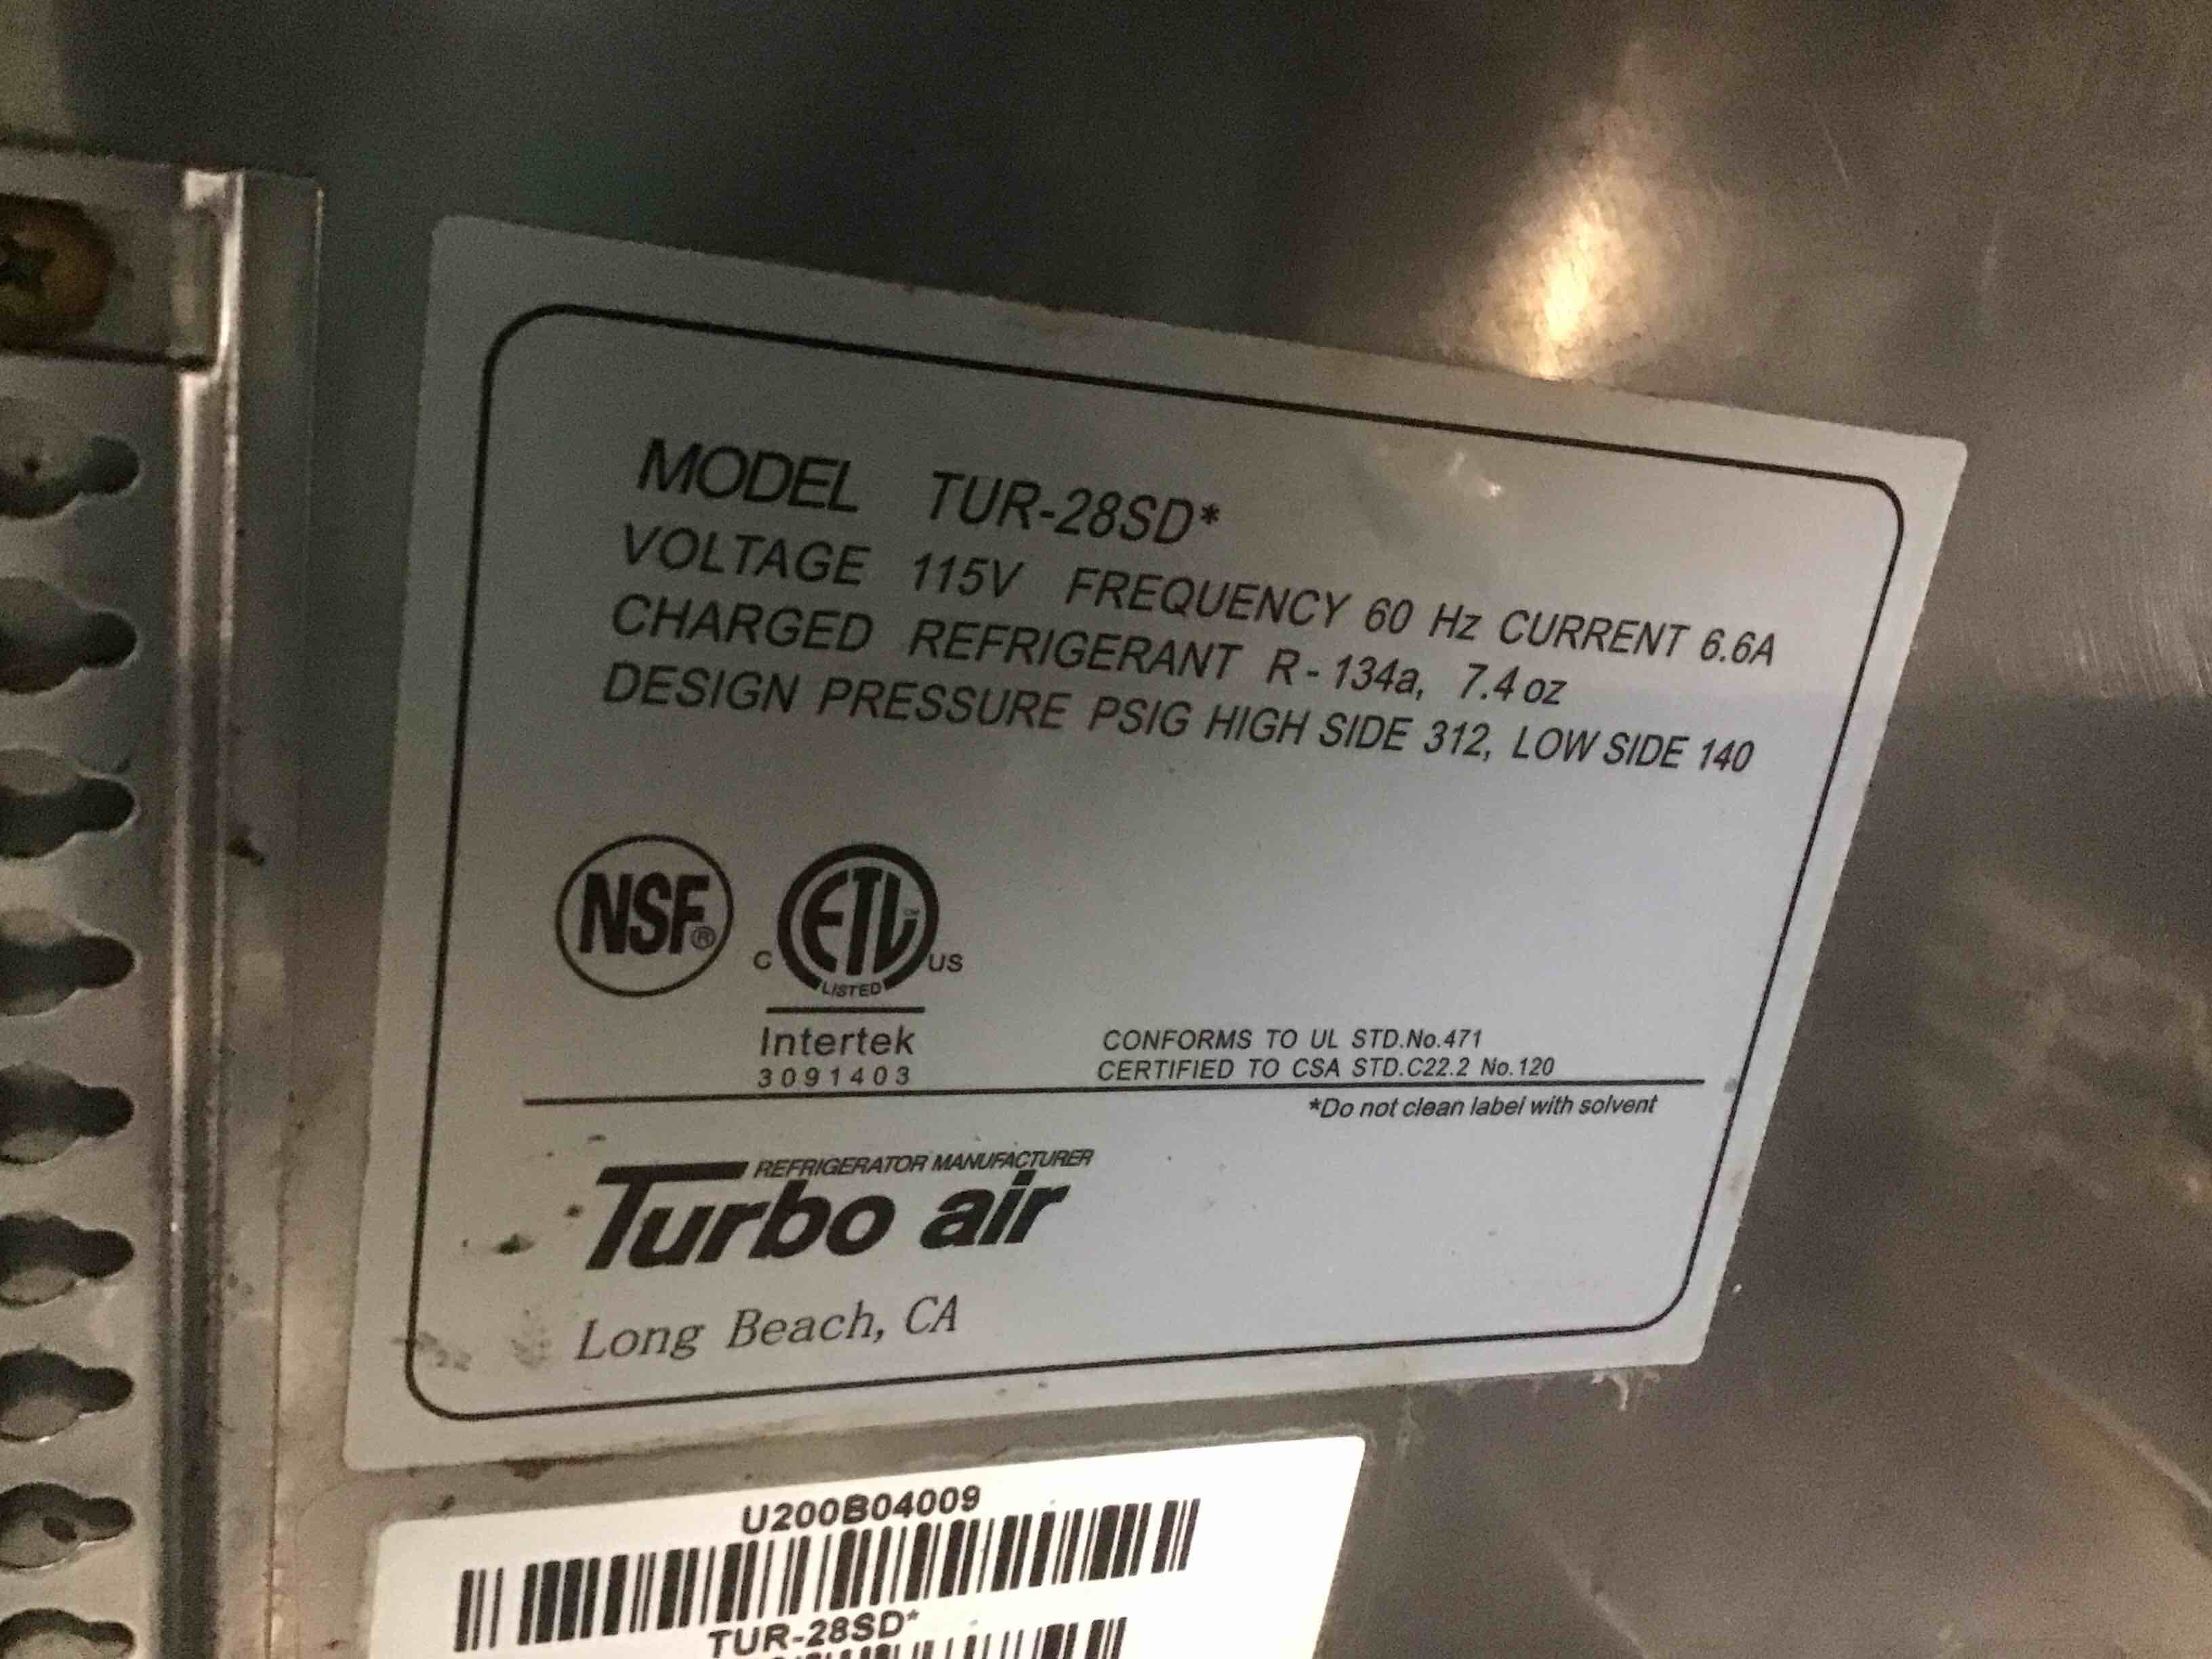 MODEL TUR-28SD*
VOLTAGE 115V FREQUENCY 60 Hz CURRENT 6.6A
CHARGED REFRIGERANT R-134a, 7.4 oz
DESIGN PRESSURE PSIG HIGH SIDE 312, LOW SIDE 140
NSF®
C ETL CM US
LISTED
Intertek
3091403
CONFORMS TO UL STD.No.471
CERTIFIED TO CSA STD.C22.2 No.120
*Do not clean label with solvent
REFRIGERATOR MANUFACTURER
Turbo air
Long Beach, CA
U200B04009
TUR-28SD*